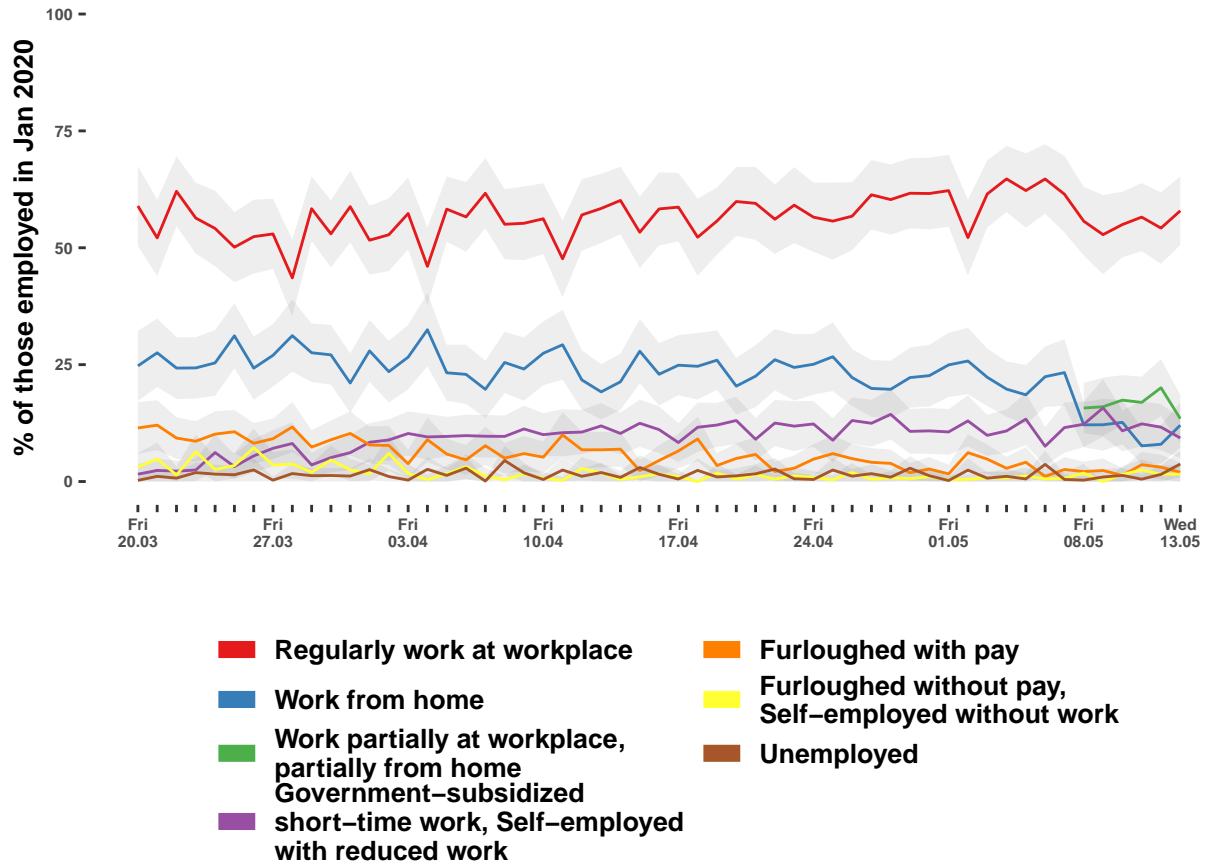 % of those employed in Jan 2020
100
75
50
25
0
Fri
20.03
Fri
27.03
Fri
03.04
Fri
10.04
Fri
17.04
Fri
24.04
Fri
01.05
Fri
08.05
Wed
13.05
Regularly work at workplace
Work from home
Work partially at workplace,
partially from home
Government−subsidized
short−time work, Self−employed
with reduced work
Furloughed with pay
Furloughed without pay,
Self−employed without work
Unemployed